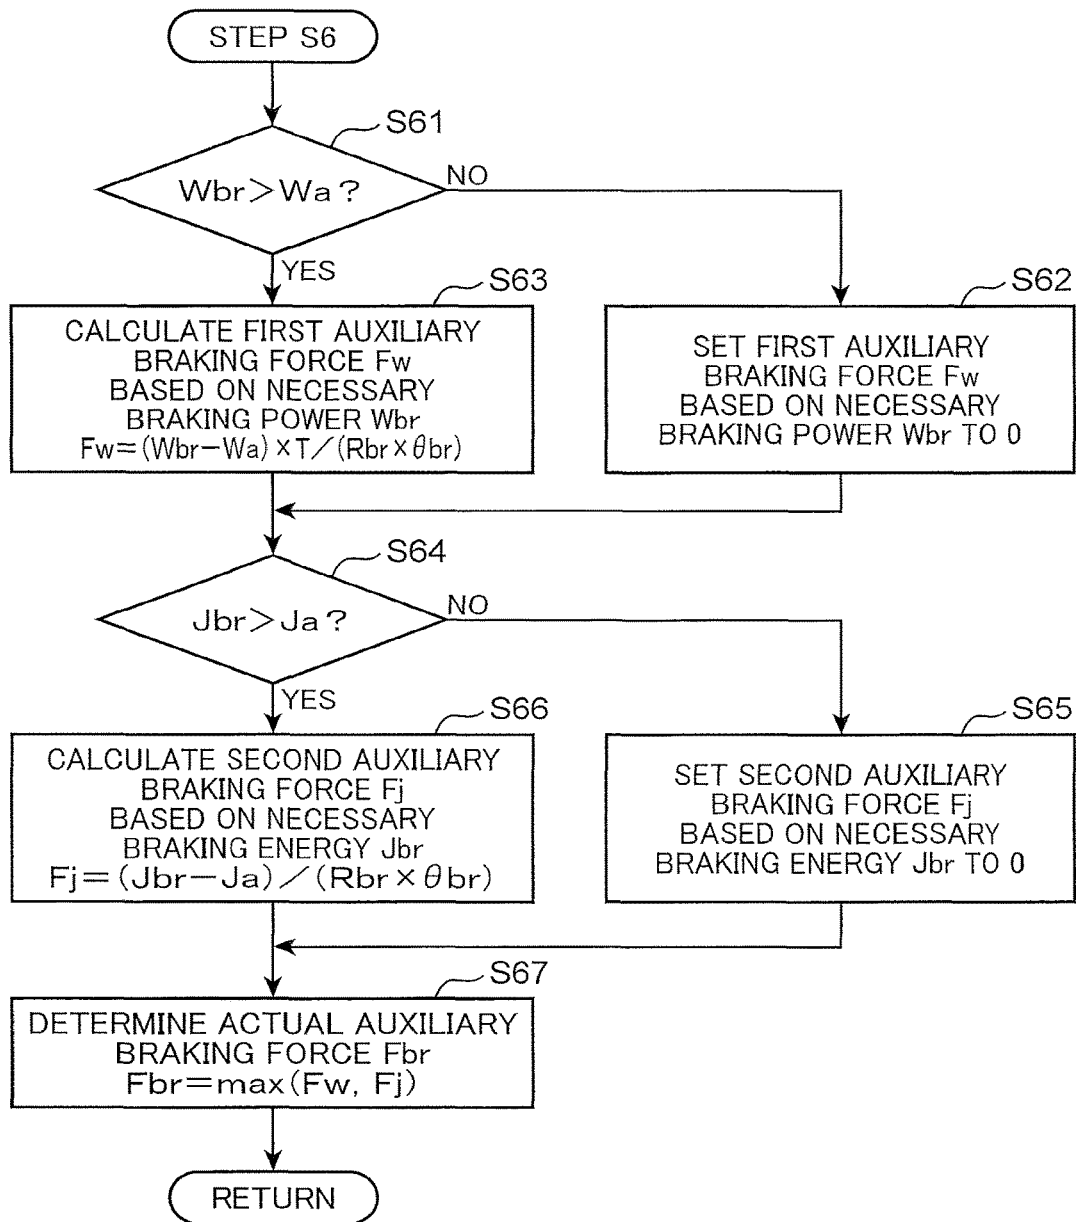 STEP S6
S61
Wbr>Wa?
NO
YES
S63
CALCULATE FIRST AUXILIARY
BRAKING FORCE Fw
BASED ON NECESSARY
BRAKING POWER Wbr
Fw=(Wbr-Wa)×T/(Rbr×θbr)
S62
SET FIRST AUXILIARY
BRAKING FORCE Fw
BASED ON NECESSARY
BRAKING POWER Wbr TO 0
S64
Jbr>Ja?
NO
YES
S66
CALCULATE SECOND AUXILIARY
BRAKING FORCE Fj
BASED ON NECESSARY
BRAKING ENERGY Jbr
Fj=(Jbr-Ja)/(Rbr×θbr)
S65
SET SECOND AUXILIARY
BRAKING FORCE Fj
BASED ON NECESSARY
BRAKING ENERGY Jbr TO 0
S67
DETERMINE ACTUAL AUXILIARY
BRAKING FORCE Fbr
Fbr=max(Fw, Fj)
RETURN